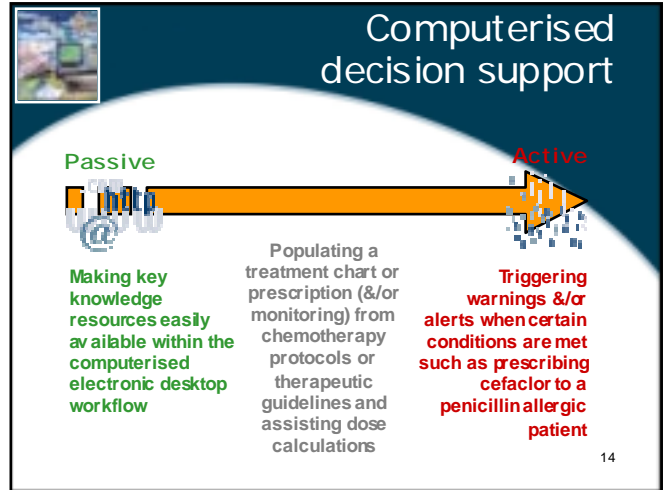 Computerised
decision support
Passive
Active
.com
http
www
@
Making key
knowledge
resources easily
available within the
computerised
electronic desktop
workflow
Populating a
treatment chart or
prescription (&/or
monitoring) from
chemotherapy
protocols or
therapeutic
guidelines and
assisting dose
calculations
Triggering
warnings &/or
alerts when certain
conditions are met
such as prescribing
cefaclor to a
penicillin allergic
patient
14